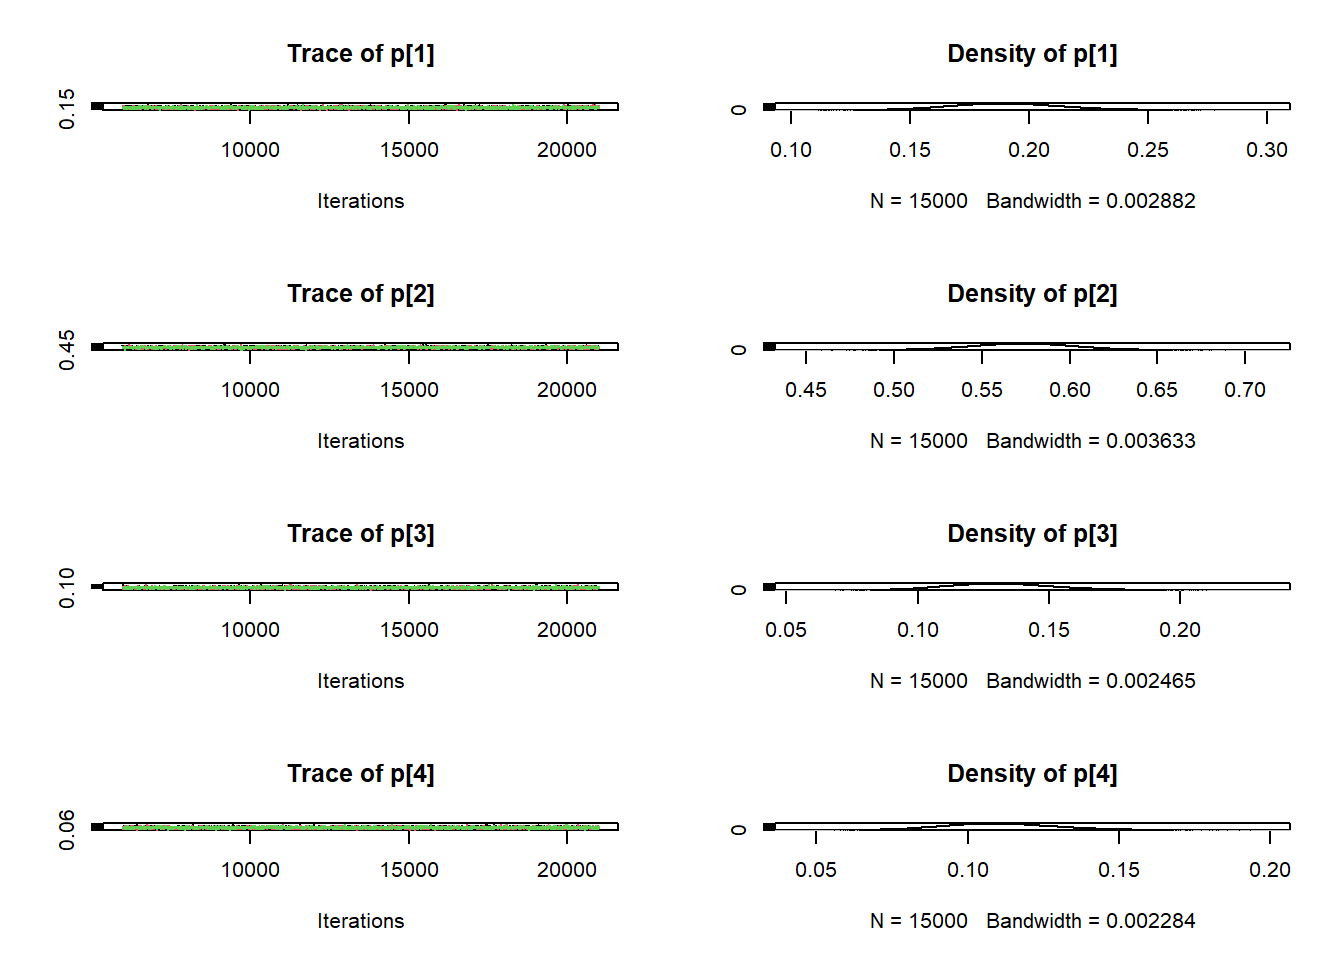 Trace of p[1]
0.15
10000 15000 20000
Iterations
Density of p[1]
0
0.10 0.15 0.20 0.25 0.30
N = 15000 Bandwidth = 0.002882
Trace of p[2]
0.45
10000 15000 20000
Iterations
Density of p[2]
0
0.45 0.50 0.55 0.60 0.65 0.70
N = 15000 Bandwidth = 0.003633
Trace of p[3]
0.10
10000 15000 20000
Iterations
Density of p[3]
0
0.05 0.10 0.15 0.20
N = 15000 Bandwidth = 0.002465
Trace of p[4]
0.06
10000 15000 20000
Iterations
Density of p[4]
0
0.05 0.10 0.15 0.20
N = 15000 Bandwidth = 0.002284